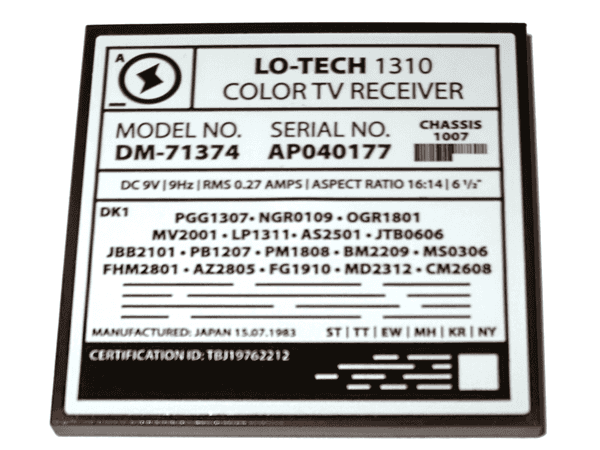 A
LO-TECH 1310
COLOR TV RECEIVER
MODEL NO. SERIAL NO. CHASSIS
1007
DM-71374 AP040177
DC 9V | 9Hz | RMS 0.27 AMPS | ASPECT RATIO 16:14 | 6 ½"
DK1
PGG1307 • NGR0109 • OGR1801
MV2001 • LP1311 • AS2501 • JTB0606
JBB2101 • PB1207 • PM1808 • BM2209 • MS0306
FHM2801 • AZ2805 • FG1910 • MD2312 • CM2608
MANUFACTURED: JAPAN 15.07.1983 ST | TT | EW | MH | KR | NY
CERTIFICATION ID: TBJ19762212